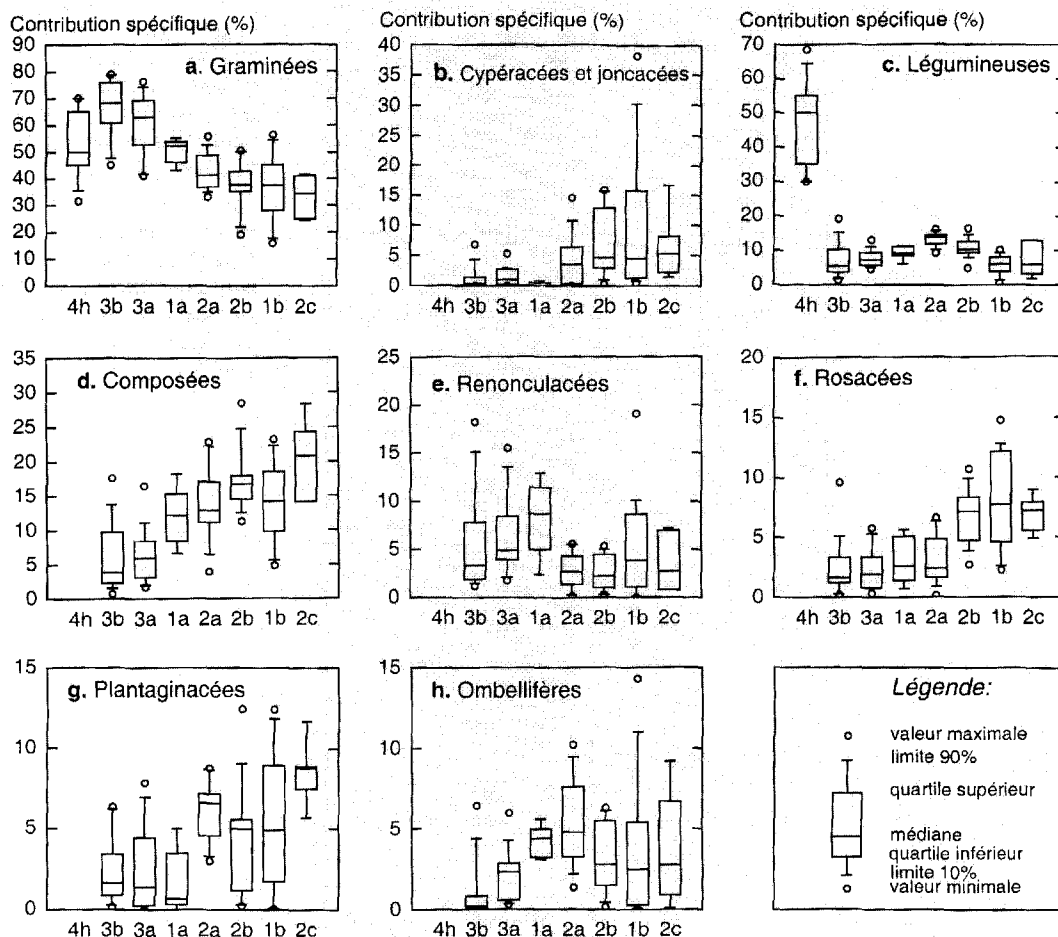 Contribution spécifique (%)
Contribution spécifique (%)
Contribution spécifique (%)
a. Graminées
90
80
70
60
50
40
30
20
10
0
4h 3b 3a 1a 2a 2b 1b 2c
b. Cypéracées et joncacées
40
35
30
25
20
15
10
5
0
4h 3b 3a 1a 2a 2b 1b 2c
c. Légumineuses
70
60
50
40
30
20
10
0
4h 3b 3a 1a 2a 2b 1b 2c
d. Composées
35
30
25
20
15
10
5
0
4h 3b 3a 1a 2a 2b 1b 2c
e. Renonculacées
25
20
15
10
5
0
4h 3b 3a 1a 2a 2b 1b 2c
f. Rosacées
20
15
10
5
0
4h 3b 3a 1a 2a 2b 1b 2c
g. Plantaginacées
15
10
5
0
4h 3b 3a 1a 2a 2b 1b 2c
h. Ombellifères
15
10
5
0
4h 3b 3a 1a 2a 2b 1b 2c
Légende:
valeur maximale
limite 90%
quartile supérieur
médiane
quartile inférieur
limite 10%
valeur minimale